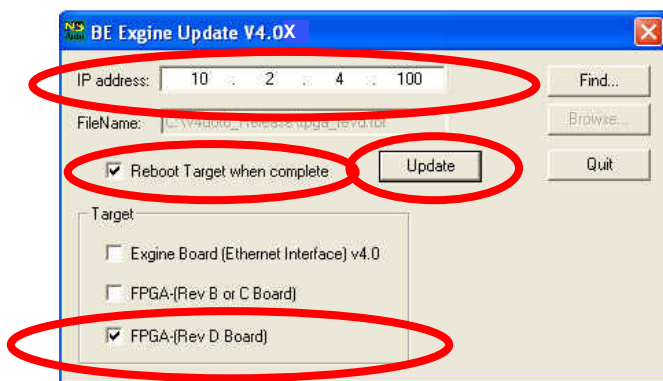 BE Exgine Update V4.0X
IP address: 10 . 2 . 4 . 100
Find...
FileName:
Browse...
Reboot Target when complete
Update
Quit
Target
Exgine Board (Ethernet Interface) v4.0
FPGA-(Rev B or C Board)
FPGA-(Rev D Board)